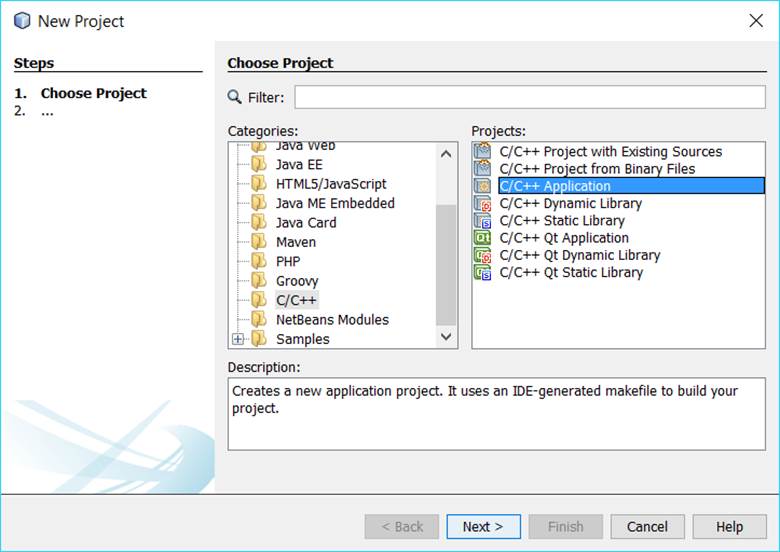 New Project
Steps
1. Choose Project
2. ...
Choose Project
Filter:
Categories:
Java Web
Java EE
HTML5/JavaScript
Java ME Embedded
Java Card
Maven
PHP
Groovy
C/C++
NetBeans Modules
Samples
Projects:
C/C++ Project with Existing Sources
C/C++ Project from Binary Files
C/C++ Application
C/C++ Dynamic Library
C/C++ Static Library
C/C++ Qt Application
C/C++ Qt Dynamic Library
C/C++ Qt Static Library
Description:
Creates a new application project. It uses an IDE-generated makefile to build your
project.
< Back
Next >
Finish
Cancel
Help